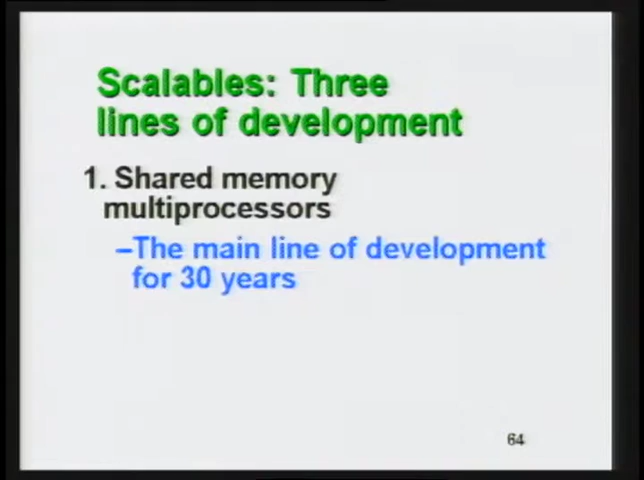 Scalables: Three
lines of development
1. Shared memory
multiprocessors
–The main line of development
for 30 years
64